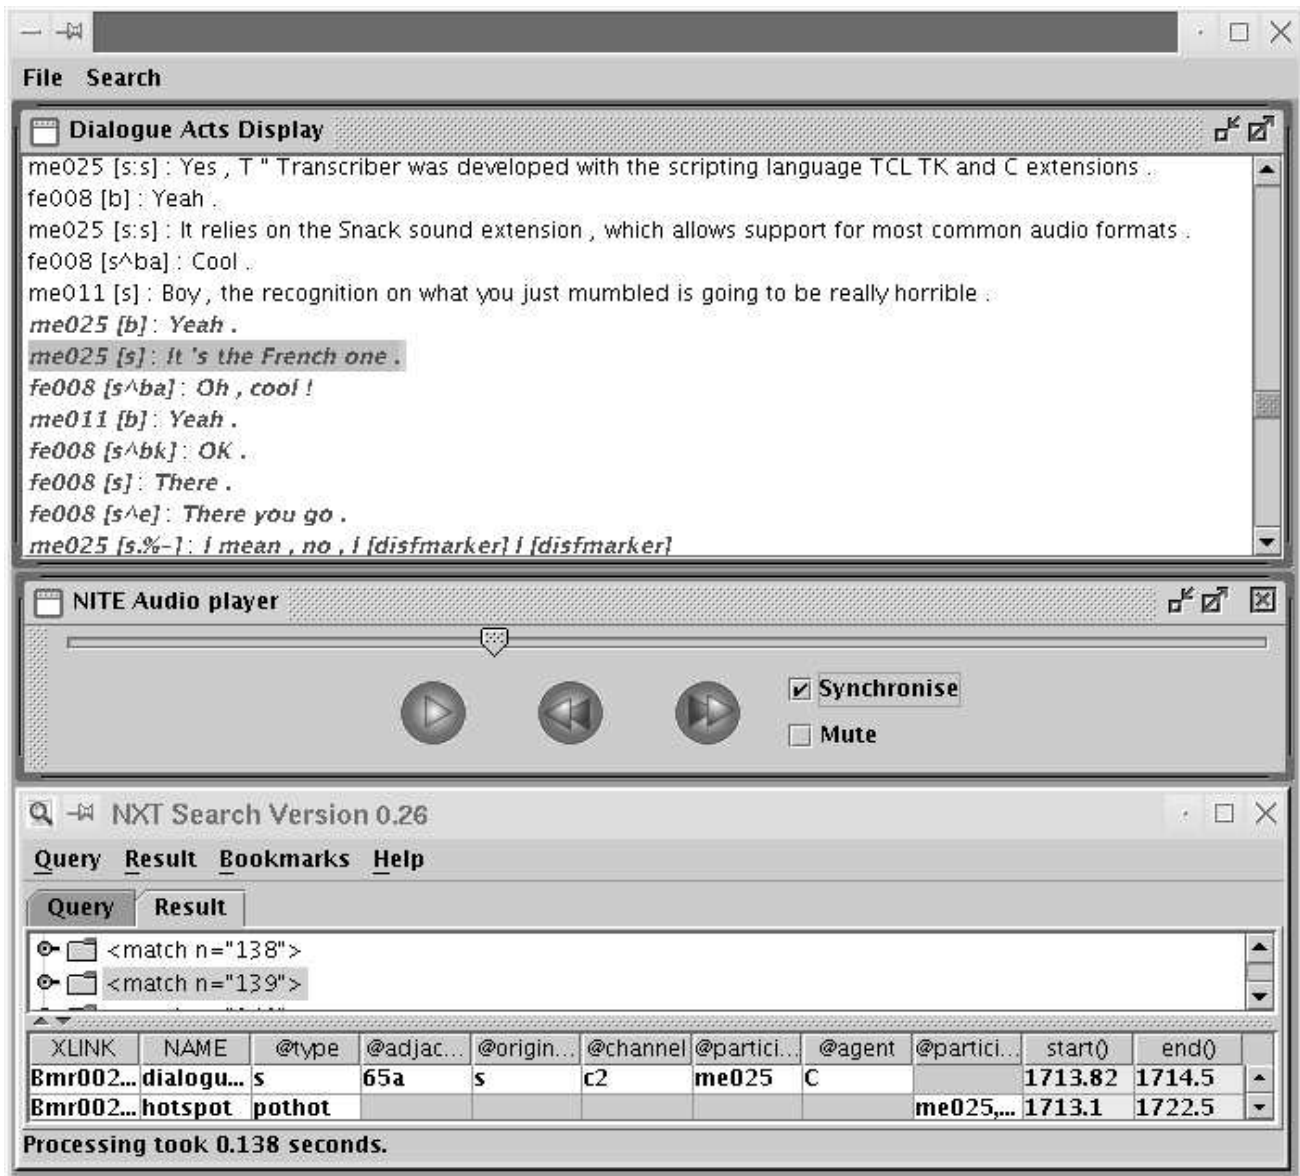 File Search
Dialogue Acts Display
me025 [s:s] : Yes , T " Transcriber was developed with the scripting language TCL TK and C extensions .
fe008 [b] : Yeah .
me025 [s:s] : It relies on the Snack sound extension , which allows support for most common audio formats .
fe008 [s^ba] : Cool .
me011 [s] : Boy , the recognition on what you just mumbled is going to be really horrible .
me025 [b] : Yeah .
me025 [s] : It 's the French one .
fe008 [s^ba] : Oh , cool !
me011 [b] : Yeah .
fe008 [s^bk] : OK .
fe008 [s] : There .
fe008 [s^e] : There you go .
me025 [s.%-] : I mean , no , I [disfmarker] I [disfmarker]
NITE Audio player
Synchronise
Mute
NXT Search Version 0.26
Query Result Bookmarks Help
Query Result
<match n="138">
<match n="139">
XLINK NAME @type @adjac... @origin... @channel @partici... @agent @partici... start() end()
Bmr002... dialogu... s 65a s c2 me025 C 1713.82 1714.5
Bmr002... hotspot pothot me025,... 1713.1 1722.5
Processing took 0.138 seconds.